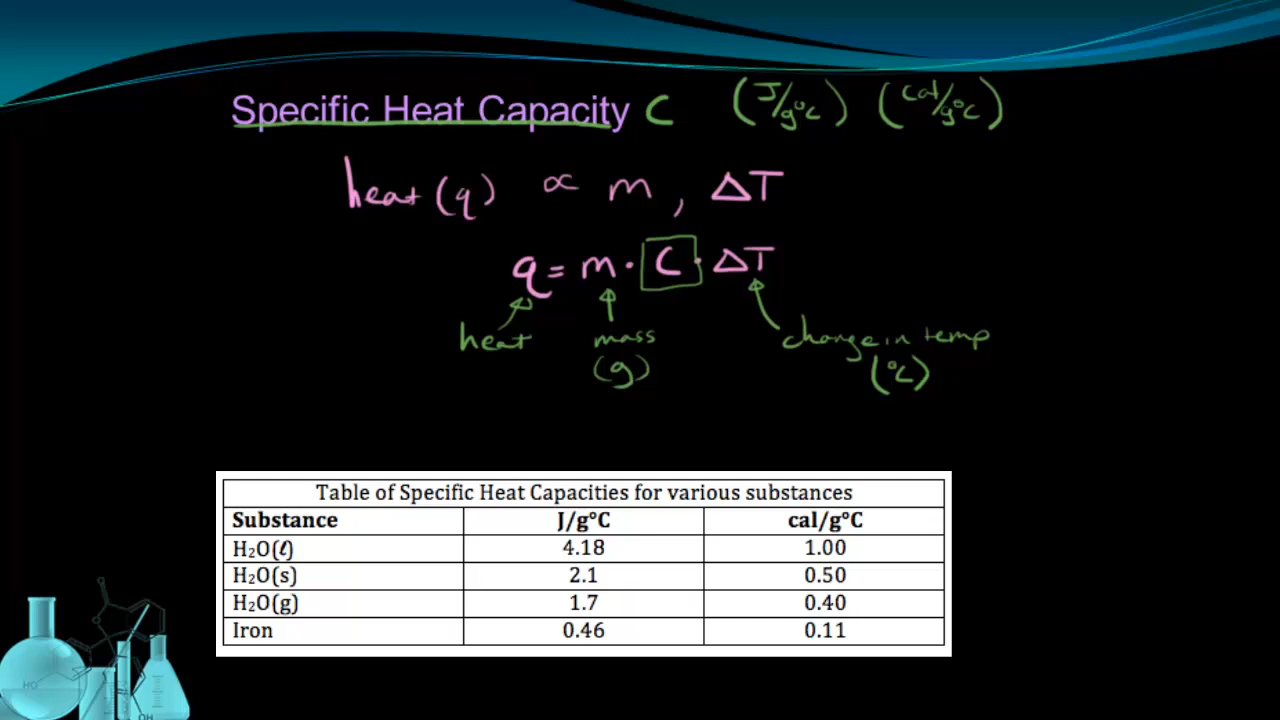 Specific Heat Capacity C (J/g°C) (Cal/g°C)
heat (q) ∝ m, ΔT
q = m · C · ΔT
heat mass change in temp
(g) (°C)
Table of Specific Heat Capacities for various substances
Substance J/g°C cal/g°C
H₂O(ℓ) 4.18 1.00
H₂O(s) 2.1 0.50
H₂O(g) 1.7 0.40
Iron 0.46 0.11
HO
OH